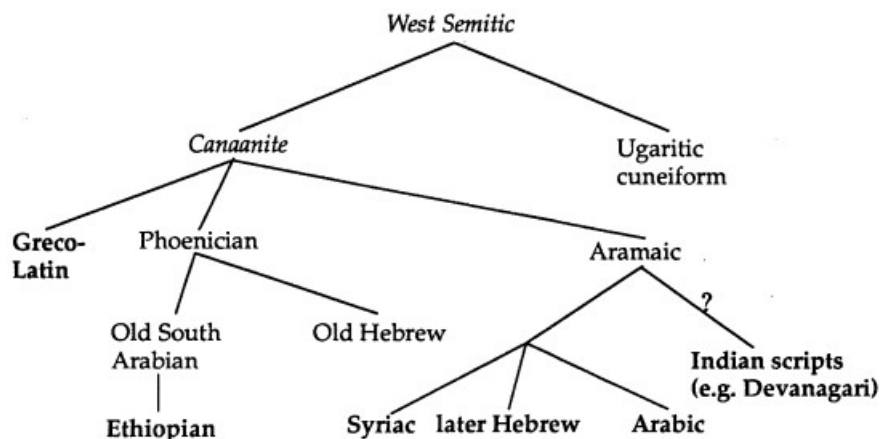 West Semitic
Canaanite
Ugaritic
cuneiform
Greco-
Latin
Phoenician
Aramaic
?
Old South
Arabian
Old Hebrew
Indian scripts
(e.g. Devanagari)
Ethiopian
Syriac
later Hebrew
Arabic